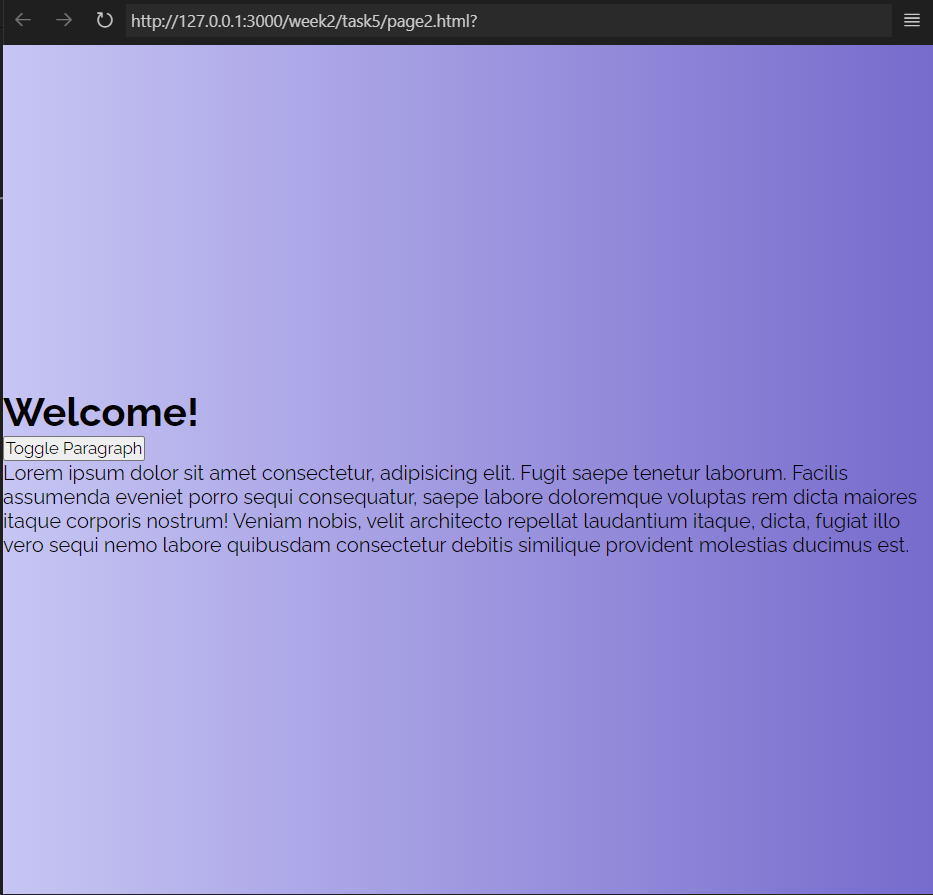 http://127.0.0.1:3000/week2/task5/page2.html?
Welcome!
Toggle Paragraph
Lorem ipsum dolor sit amet consectetur, adipisicing elit. Fugit saepe tenetur laborum. Facilis
assumenda eveniet porro sequi consequatur, saepe labore doloremque voluptas rem dicta maiores
itaque corporis nostrum! Veniam nobis, velit architecto repellat laudantium itaque, dicta, fugiat illo
vero sequi nemo labore quibusdam consectetur debitis similique provident molestias ducimus est.